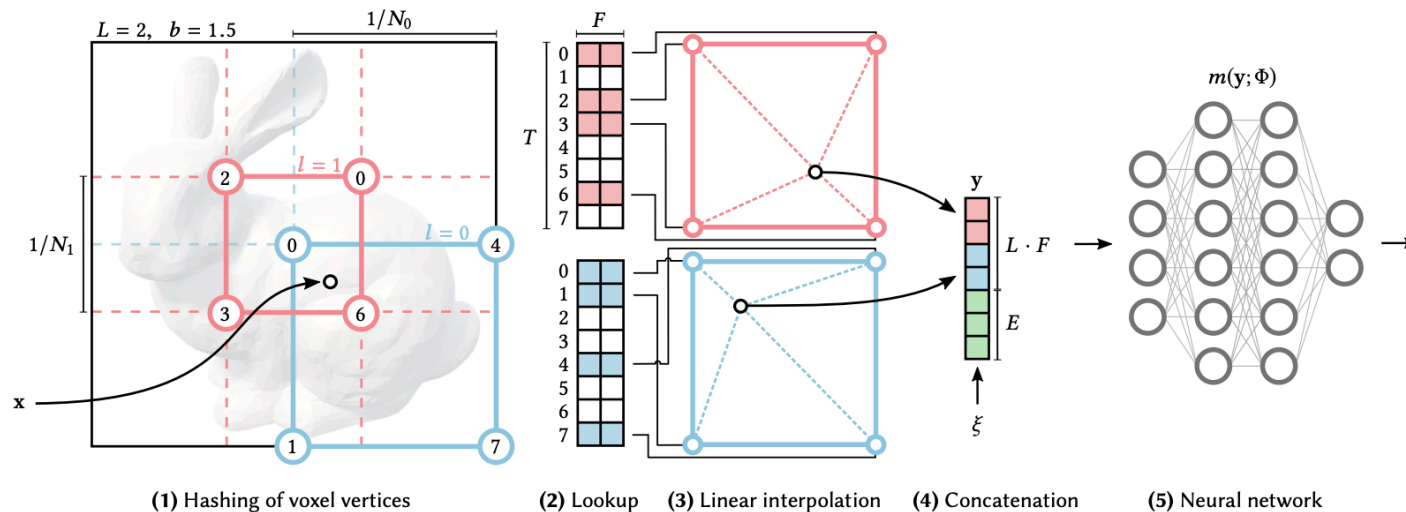 L = 2, b = 1.5
1/N₀
l = 1
2
0
1/N₁
l = 0
0
4
3
6
x
1
7
F
T
0
1
2
3
4
5
6
7
0
1
2
3
4
5
6
7
y
L · F
E
ξ
m(y; Φ)
(1) Hashing of voxel vertices
(2) Lookup
(3) Linear interpolation
(4) Concatenation
(5) Neural network